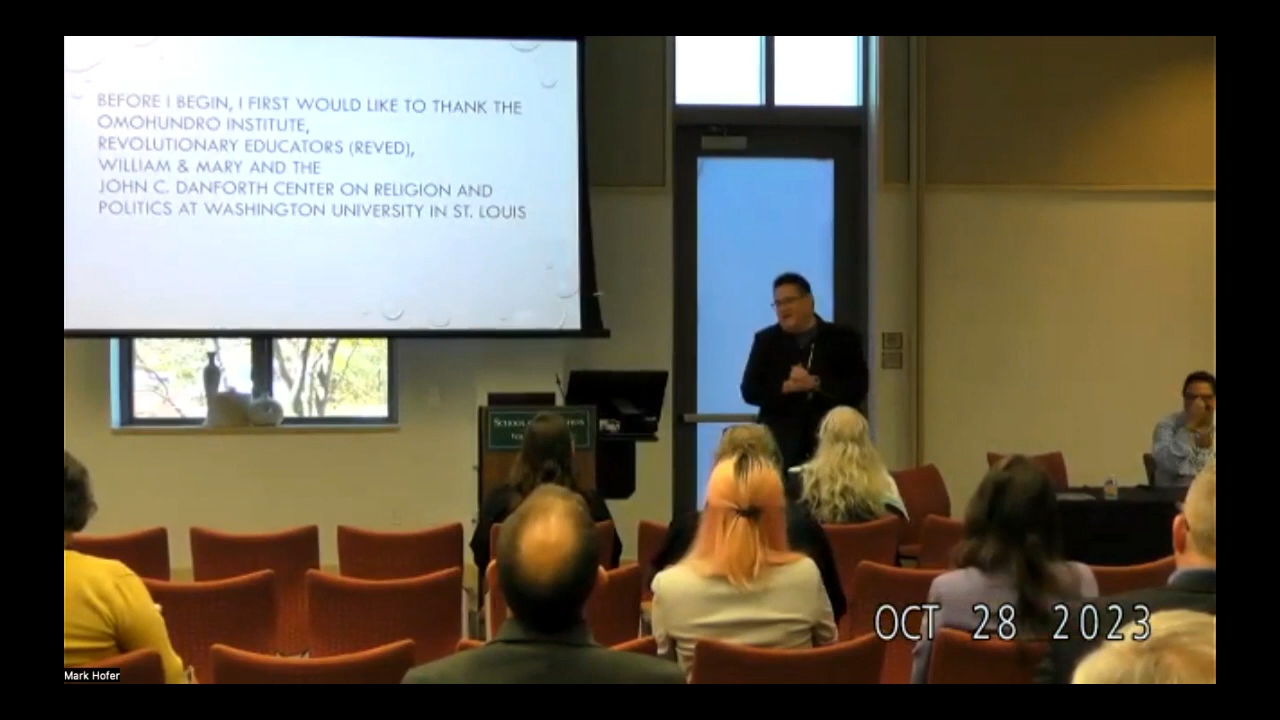 BEFORE I BEGIN, I FIRST WOULD LIKE TO THANK THE
OMOHUNDRO INSTITUTE,
REVOLUTIONARY EDUCATORS (REVED),
WILLIAM & MARY AND THE
JOHN C. DANFORTH CENTER ON RELIGION AND
POLITICS AT WASHINGTON UNIVERSITY IN ST. LOUIS
SCHOOL
OCT 28 2023
Mark Hofer